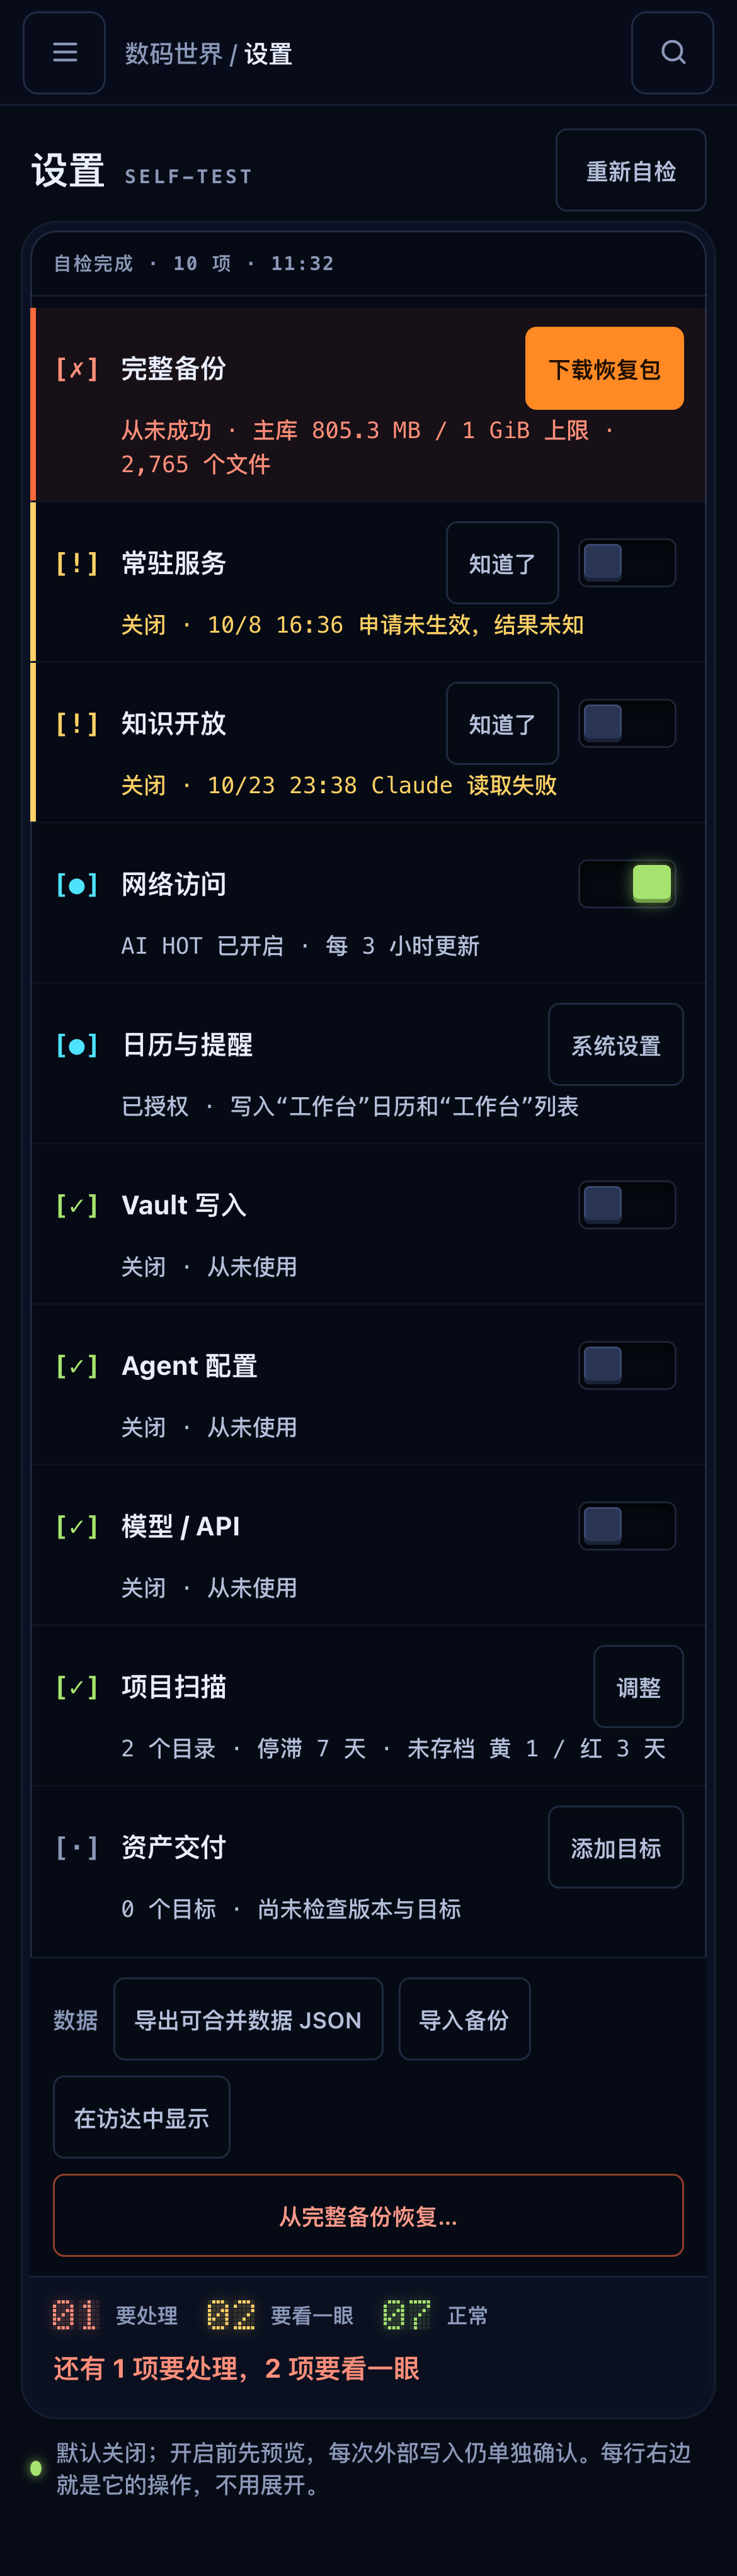 数码世界 / 设置
设置 SELF-TEST
重新自检
自检完成 · 10 项 · 11:32
[✗] 完整备份
下载恢复包
从未成功 · 主库 805.3 MB / 1 GiB 上限 ·
2,765 个文件
[!] 常驻服务
知道了
关闭 · 10/8 16:36 申请未生效，结果未知
[!] 知识开放
知道了
关闭 · 10/23 23:38 Claude 读取失败
[●] 网络访问
AI HOT 已开启 · 每 3 小时更新
[●] 日历与提醒
系统设置
已授权 · 写入“工作台”日历和“工作台”列表
[✓] Vault 写入
关闭 · 从未使用
[✓] Agent 配置
关闭 · 从未使用
[✓] 模型 / API
关闭 · 从未使用
[✓] 项目扫描
调整
2 个目录 · 停滞 7 天 · 未存档 黄 1 / 红 3 天
[·] 资产交付
添加目标
0 个目标 · 尚未检查版本与目标
数据
导出可合并数据 JSON
导入备份
在访达中显示
从完整备份恢复…
01 要处理 02 要看一眼 07 正常
还有 1 项要处理，2 项要看一眼
默认关闭；开启前先预览，每次外部写入仍单独确认。每行右边
就是它的操作，不用展开。